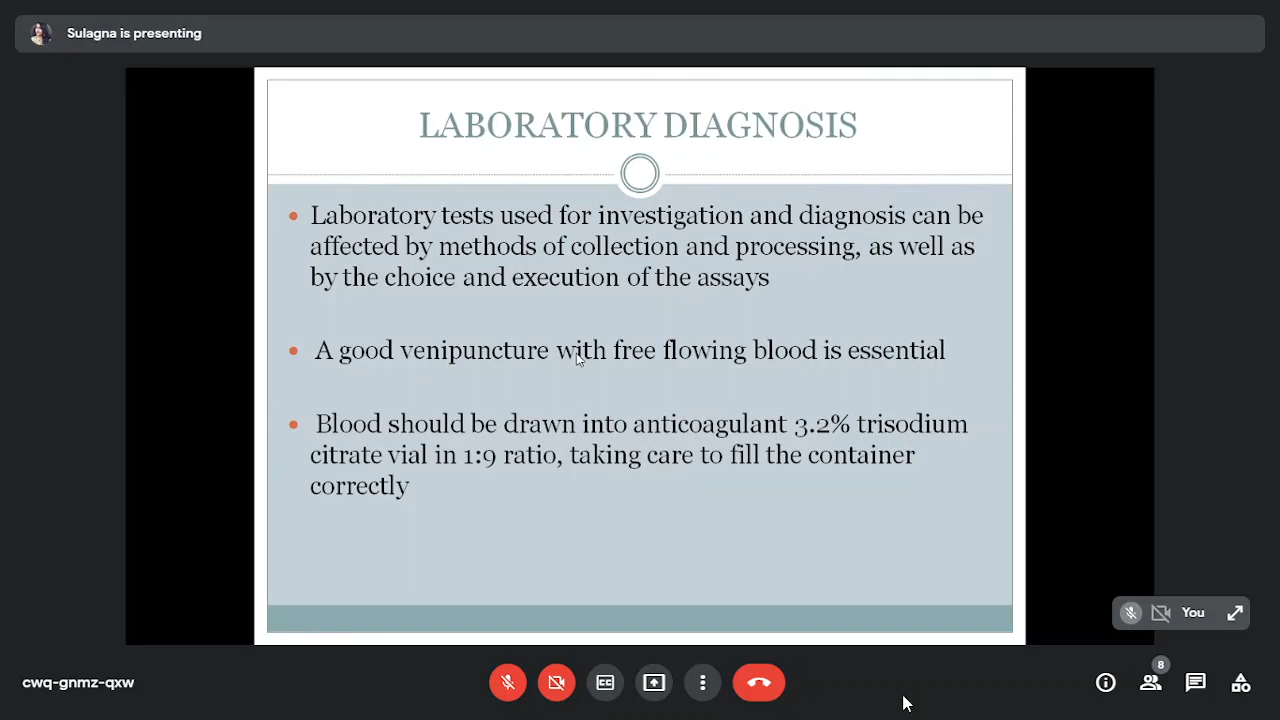 Sulagna is presenting
LABORATORY DIAGNOSIS
Laboratory tests used for investigation and diagnosis can be
affected by methods of collection and processing, as well as
by the choice and execution of the assays
A good venipuncture with free flowing blood is essential
Blood should be drawn into anticoagulant 3.2% trisodium
citrate vial in 1:9 ratio, taking care to fill the container
correctly
You
cwq-gnmz-qxw
CC
8